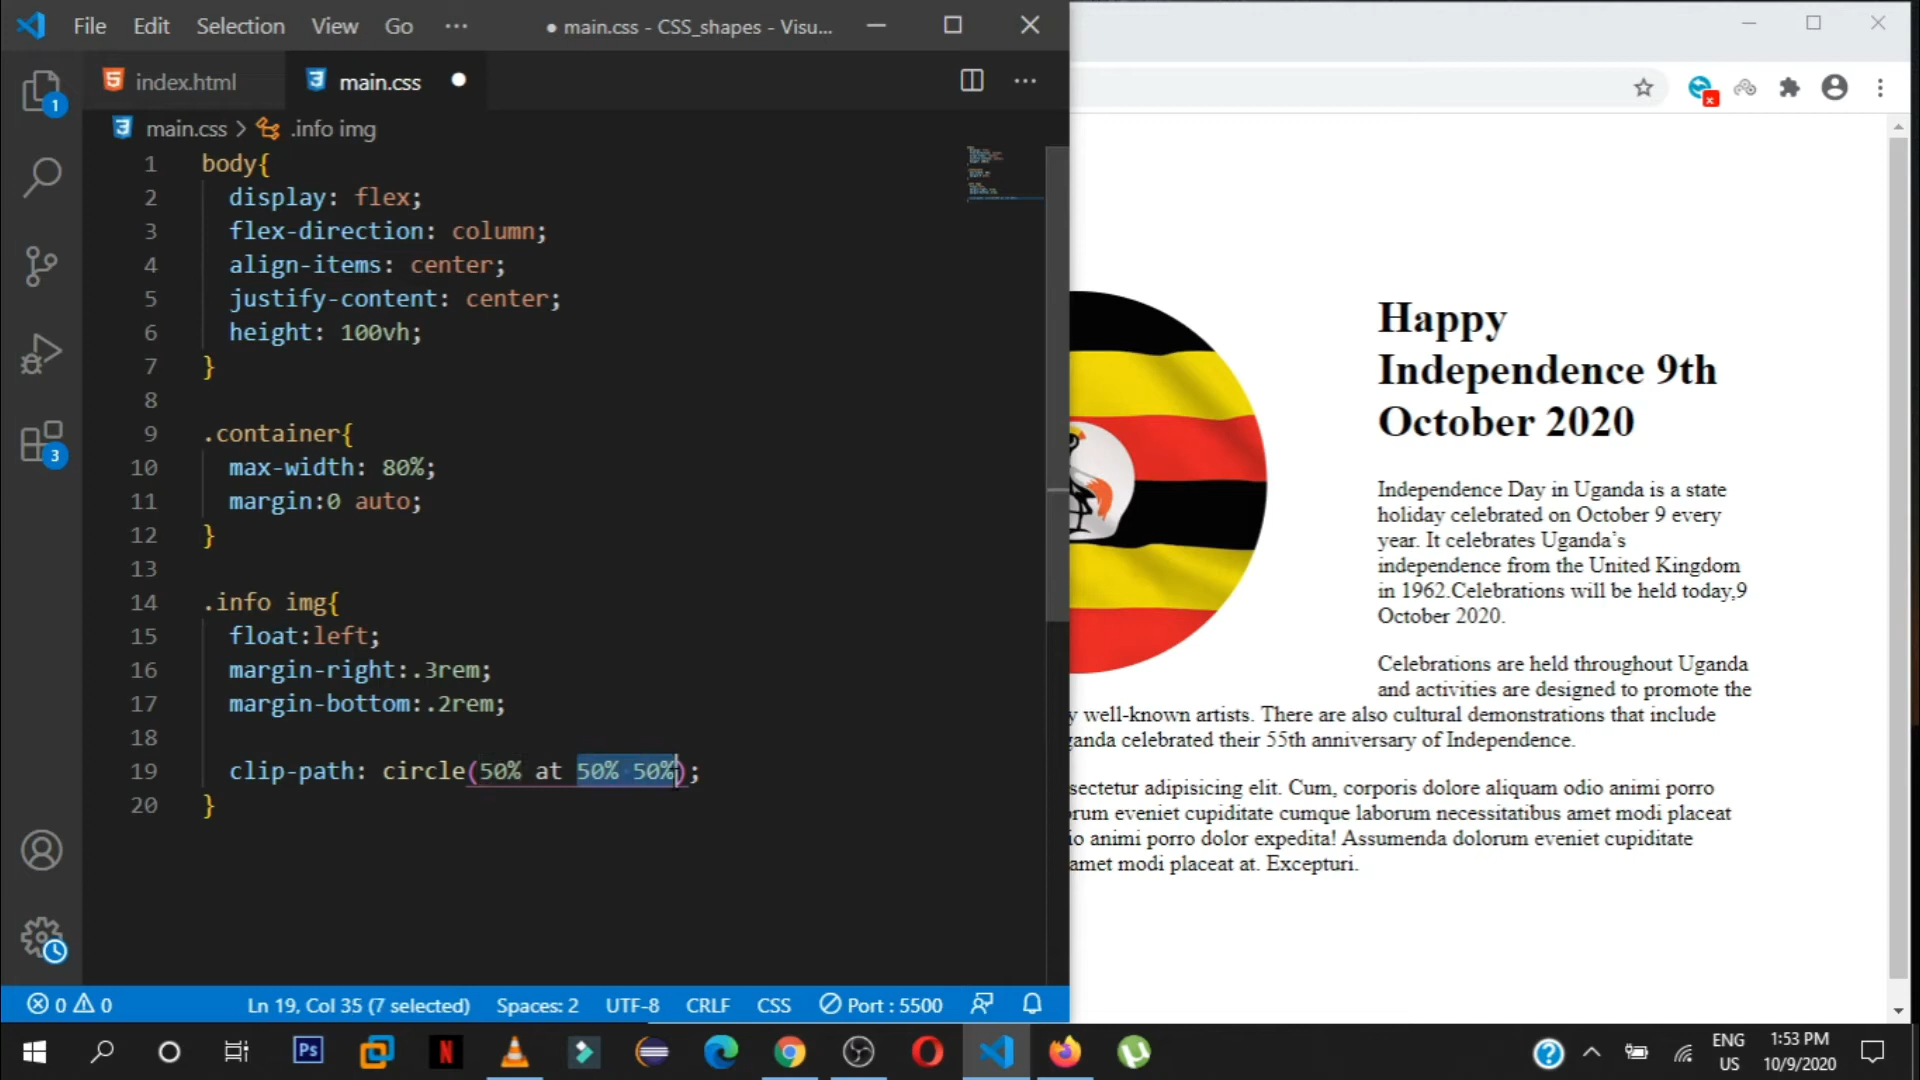 File Edit Selection View Go ···
● main.css - CSS_shapes - Visu...
index.html
main.css
main.css > .info img
1 body{
2 display: flex;
3 flex-direction: column;
4 align-items: center;
5 justify-content: center;
6 height: 100vh;
7 }
8
9 .container{
10 max-width: 80%;
11 margin:0 auto;
12 }
13
14 .info img{
15 float:left;
16 margin-right:.3rem;
17 margin-bottom:.2rem;
18
19 clip-path: circle(50% at 50% 50%);
20 }
1
3
Happy
Independence 9th
October 2020
Independence Day in Uganda is a state
holiday celebrated on October 9 every
year. It celebrates Uganda’s
independence from the United Kingdom
in 1962.Celebrations will be held today,9
October 2020.
Celebrations are held throughout Uganda
and activities are designed to promote the
y well-known artists. There are also cultural demonstrations that include
ganda celebrated their 55th anniversary of Independence.
sectetur adipisicing elit. Cum, corporis dolore aliquam odio animi porro
orum eveniet cupiditate cumque laborum necessitatibus amet modi placeat
io animi porro dolor expedita! Assumenda dolorum eveniet cupiditate
amet modi placeat at. Excepturi.
0 0 Ln 19, Col 35 (7 selected) Spaces: 2 UTF-8 CRLF CSS Port : 5500
Ps
N
ENG
US
1:53 PM
10/9/2020